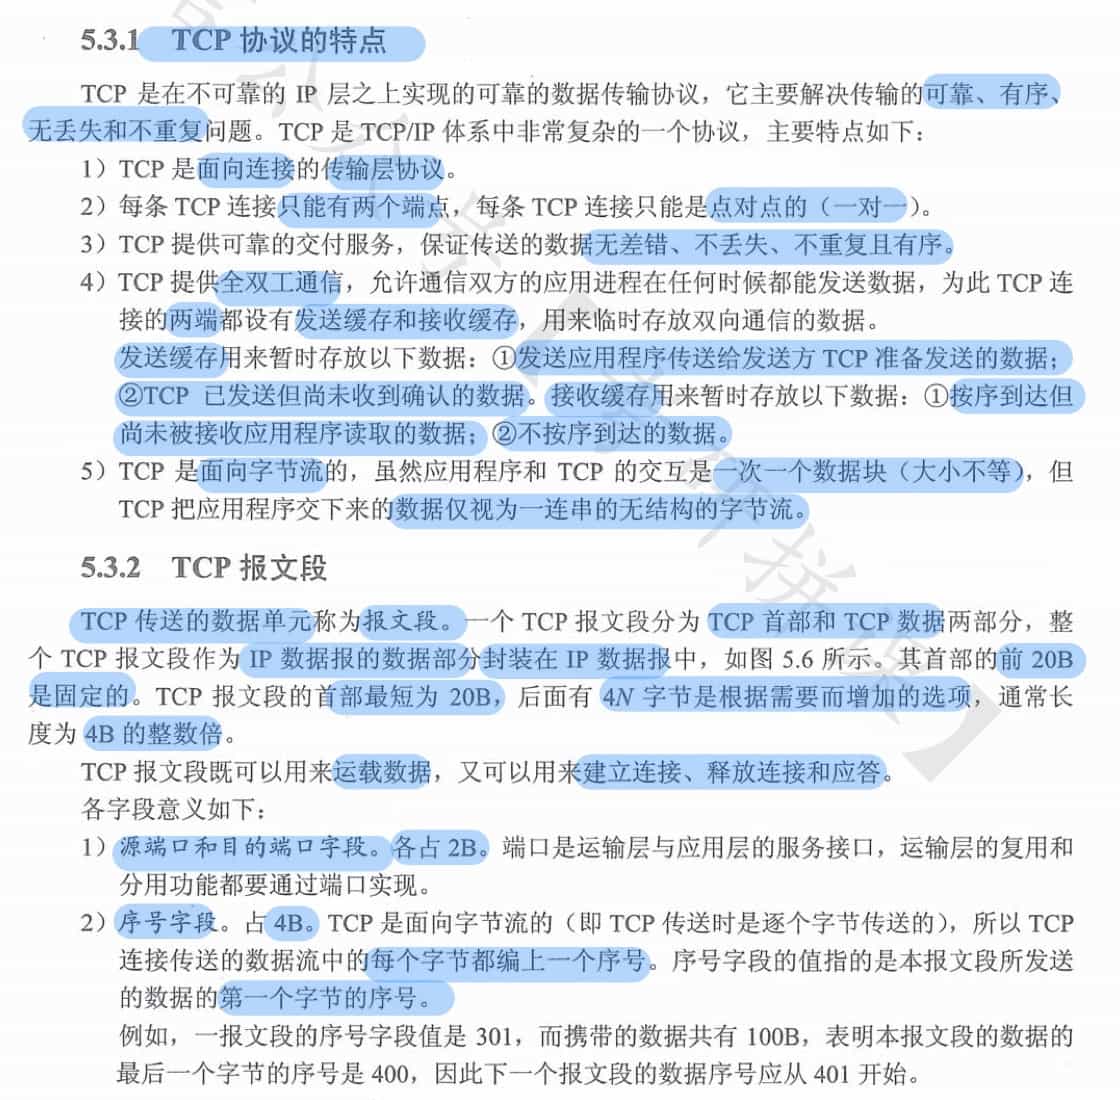 5.3.1 TCP 协议的特点
TCP 是在不可靠的 IP 层之上实现的可靠的数据传输协议，它主要解决传输的可靠、有序、
无丢失和不重复问题。TCP 是 TCP/IP 体系中非常复杂的一个协议，主要特点如下：
1）TCP 是面向连接的传输层协议。
2）每条 TCP 连接只能有两个端点，每条 TCP 连接只能是点对点的（一对一）。
3）TCP 提供可靠的交付服务，保证传送的数据无差错、不丢失、不重复且有序。
4）TCP 提供全双工通信，允许通信双方的应用进程在任何时候都能发送数据，为此 TCP 连
接的两端都设有发送缓存和接收缓存，用来临时存放双向通信的数据。
发送缓存用来暂时存放以下数据：①发送应用程序传送给发送方 TCP 准备发送的数据；
②TCP 已发送但尚未收到确认的数据。接收缓存用来暂时存放以下数据：①按序到达但
尚未被接收应用程序读取的数据；②不按序到达的数据。
5）TCP 是面向字节流的，虽然应用程序和 TCP 的交互是一次一个数据块（大小不等），但
TCP 把应用程序交下来的数据仅视为一连串的无结构的字节流。
5.3.2 TCP 报文段
TCP 传送的数据单元称为报文段。一个 TCP 报文段分为 TCP 首部和 TCP 数据两部分，整
个 TCP 报文段作为 IP 数据报的数据部分封装在 IP 数据报中，如图 5.6 所示。其首部的前 20B
是固定的。TCP 报文段的首部最短为 20B，后面有 4N 字节是根据需要而增加的选项，通常长
度为 4B 的整数倍。
TCP 报文段既可以用来运载数据，又可以用来建立连接、释放连接和应答。
各字段意义如下：
1）源端口和目的端口字段。各占 2B。端口是运输层与应用层的服务接口，运输层的复用和
分用功能都要通过端口实现。
2）序号字段。占 4B。TCP 是面向字节流的（即 TCP 传送时是逐个字节传送的），所以 TCP
连接传送的数据流中的每个字节都编上一个序号。序号字段的值指的是本报文段所发送
的数据的第一个字节的序号。
例如，一报文段的序号字段值是 301，而携带的数据共有 100B，表明本报文段的数据的
最后一个字节的序号是 400，因此下一个报文段的数据序号应从 401 开始。